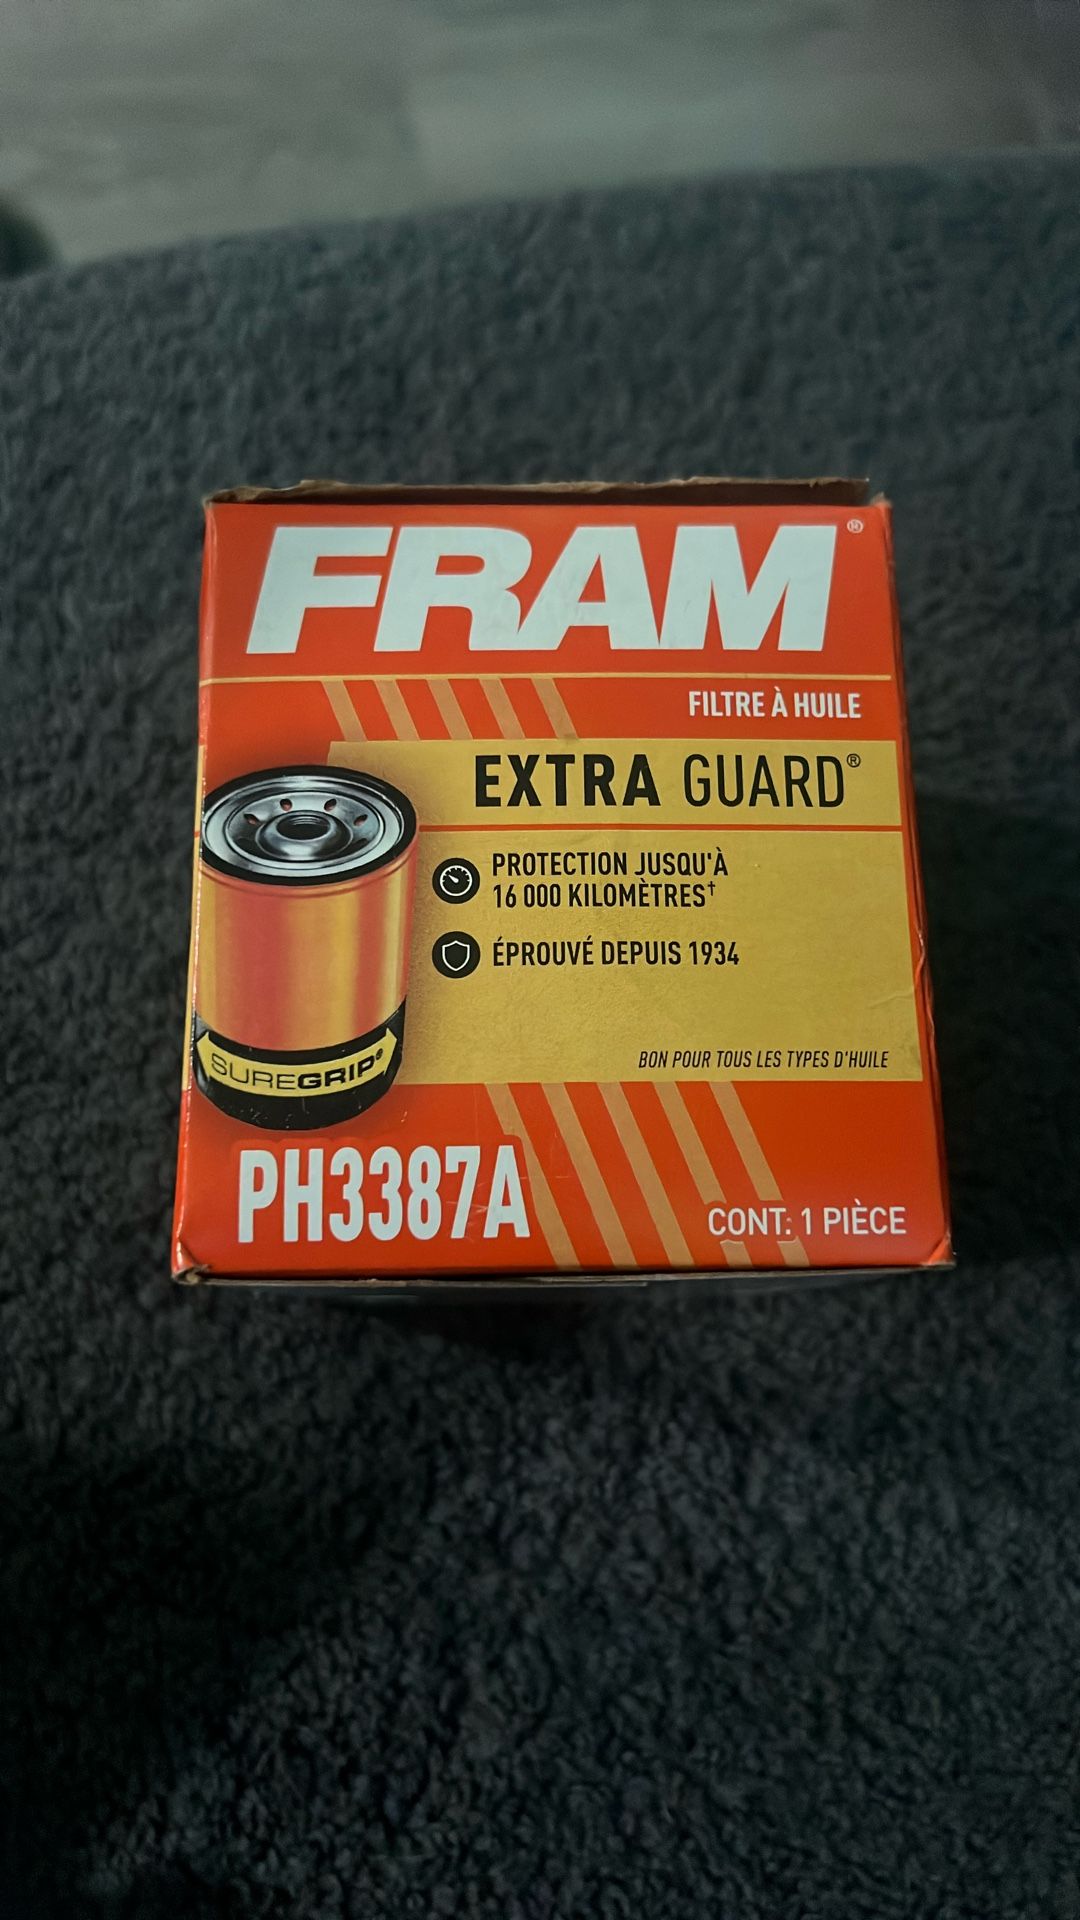 FRAM®
FILTRE À HUILE
EXTRA GUARD®
PROTECTION JUSQU'À
16 000 KILOMÈTRES†
ÉPROUVÉ DEPUIS 1934
BON POUR TOUS LES TYPES D'HUILE
SUREGRIP®
PH3387A
CONT: 1 PIÈCE